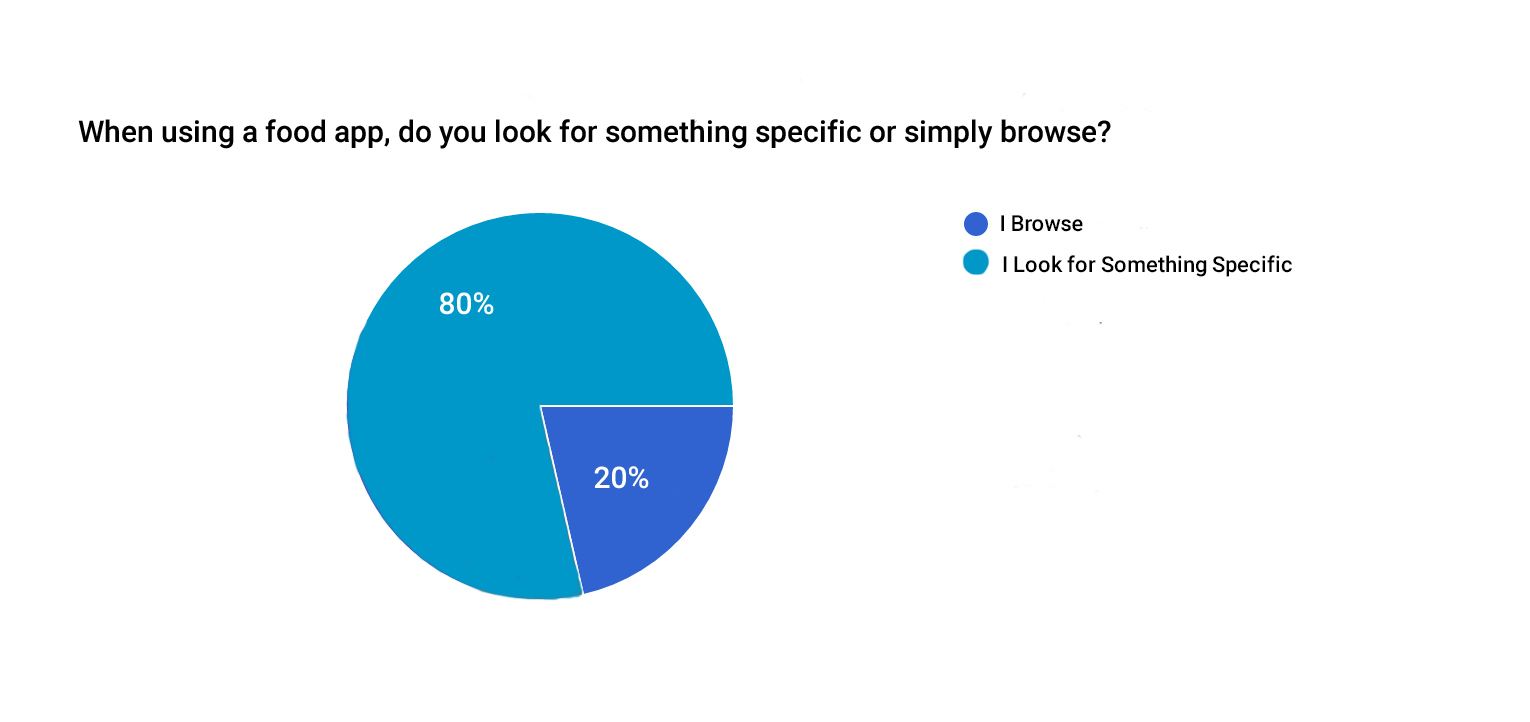 When using a food app, do you look for something specific or simply browse?
I Browse
I Look for Something Specific
80%
20%